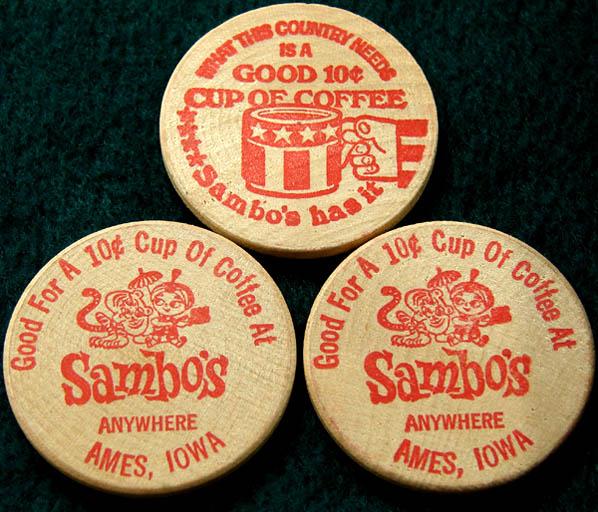 WHAT THIS COUNTRY NEEDS
IS A
GOOD 10¢
CUP OF COFFEE
Sambo's has it
Good For A 10¢ Cup Of Coffee At
Sambo's
ANYWHERE
AMES, IOWA
Good For A 10¢ Cup Of Coffee At
Sambo's
ANYWHERE
AMES, IOWA